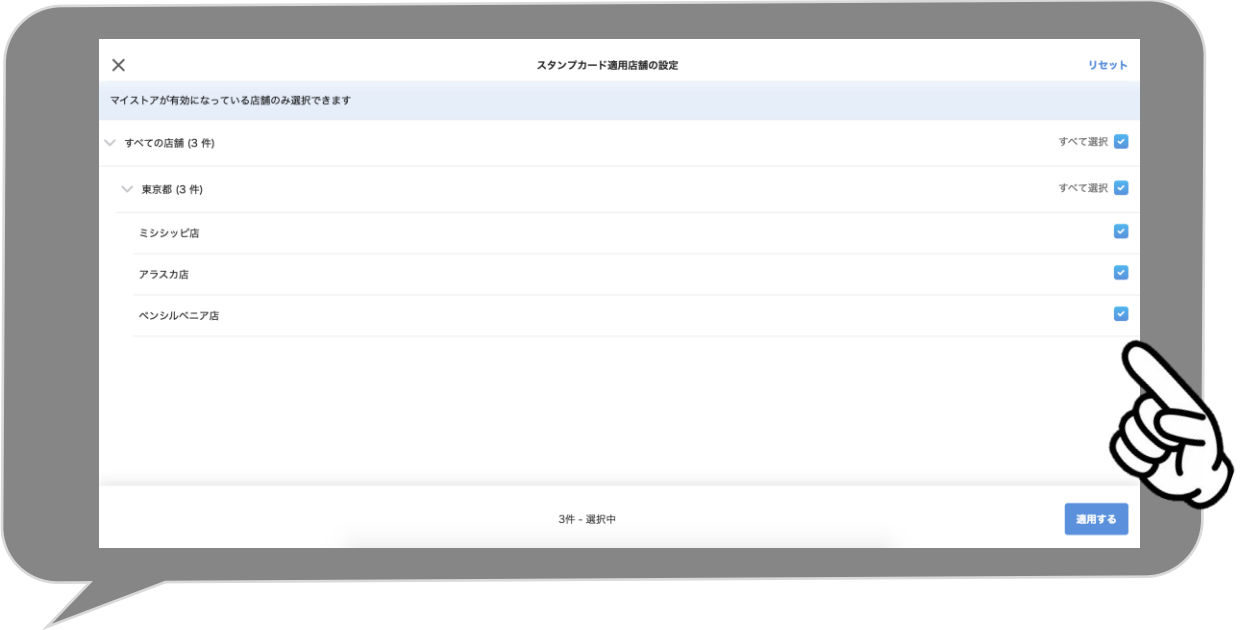 スタンプカード適用店舗の設定
リセット
マイストアが有効になっている店舗のみ選択できます
すべての店舗 (3 件)
すべて選択
東京都 (3 件)
すべて選択
ミシシッピ店
アラスカ店
ペンシルベニア店
3件 - 選択中
適用する